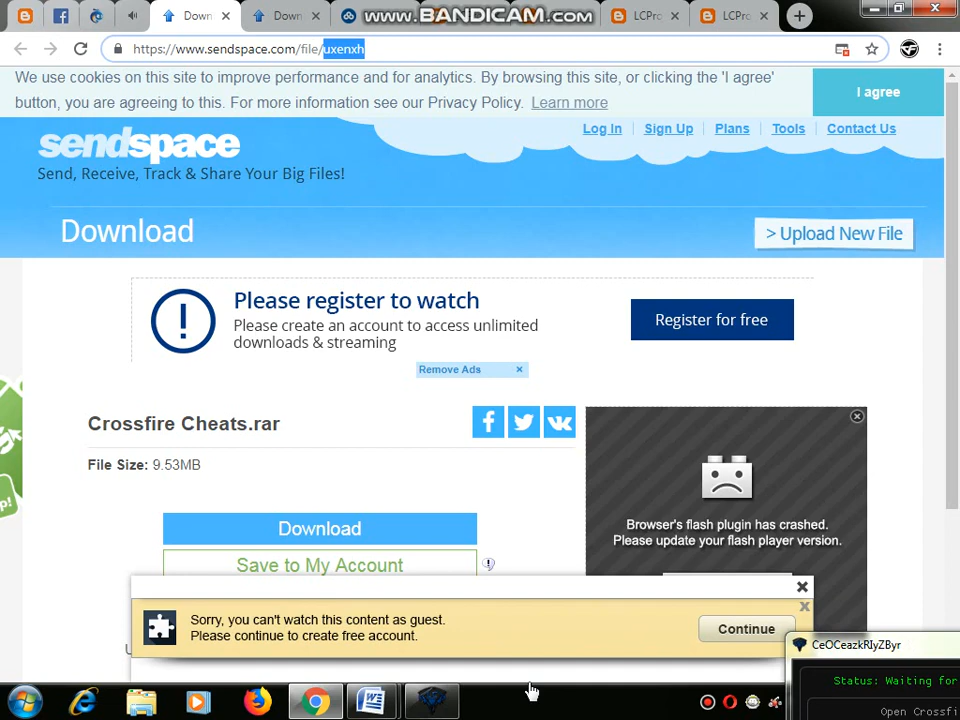 Down
Down
WWW.BANDICAM.COM
LCPro
LCPro
https://www.sendspace.com/file/uxenxh
We use cookies on this site to improve performance and for analytics. By browsing this site, or clicking the 'I agree'
button, you are agreeing to this. For more information see our Privacy Policy. Learn more
I agree
sendspace
Send, Receive, Track & Share Your Big Files!
Log In | Sign Up | Plans | Tools | Contact Us
Download
> Upload New File
Please register to watch
Please create an account to access unlimited
downloads & streaming
Register for free
Remove Ads
Crossfire Cheats.rar
File Size: 9.53MB
Browser's flash plugin has crashed.
Please update your flash player version.
Download
Save to My Account
Sorry, you can't watch this content as guest.
Please continue to create free account.
Continue
CeOCeazkRIyZByr
Status: Waiting for
Open Crossfi